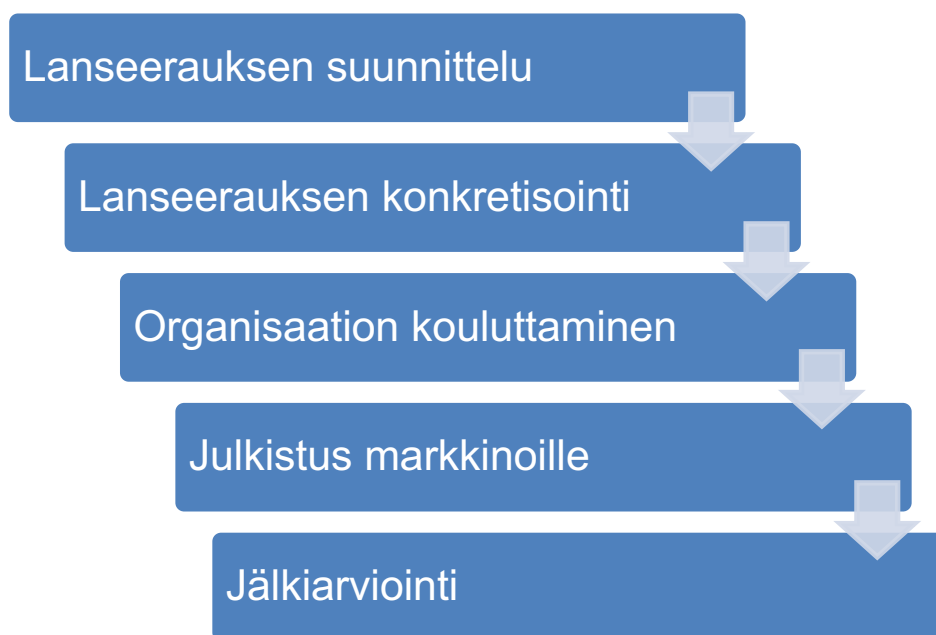 Lanseerauksen suunnittelu
Lanseerauksen konkretisointi
Organisaation kouluttaminen
Julkistus markkinoille
Jälkiarviointi